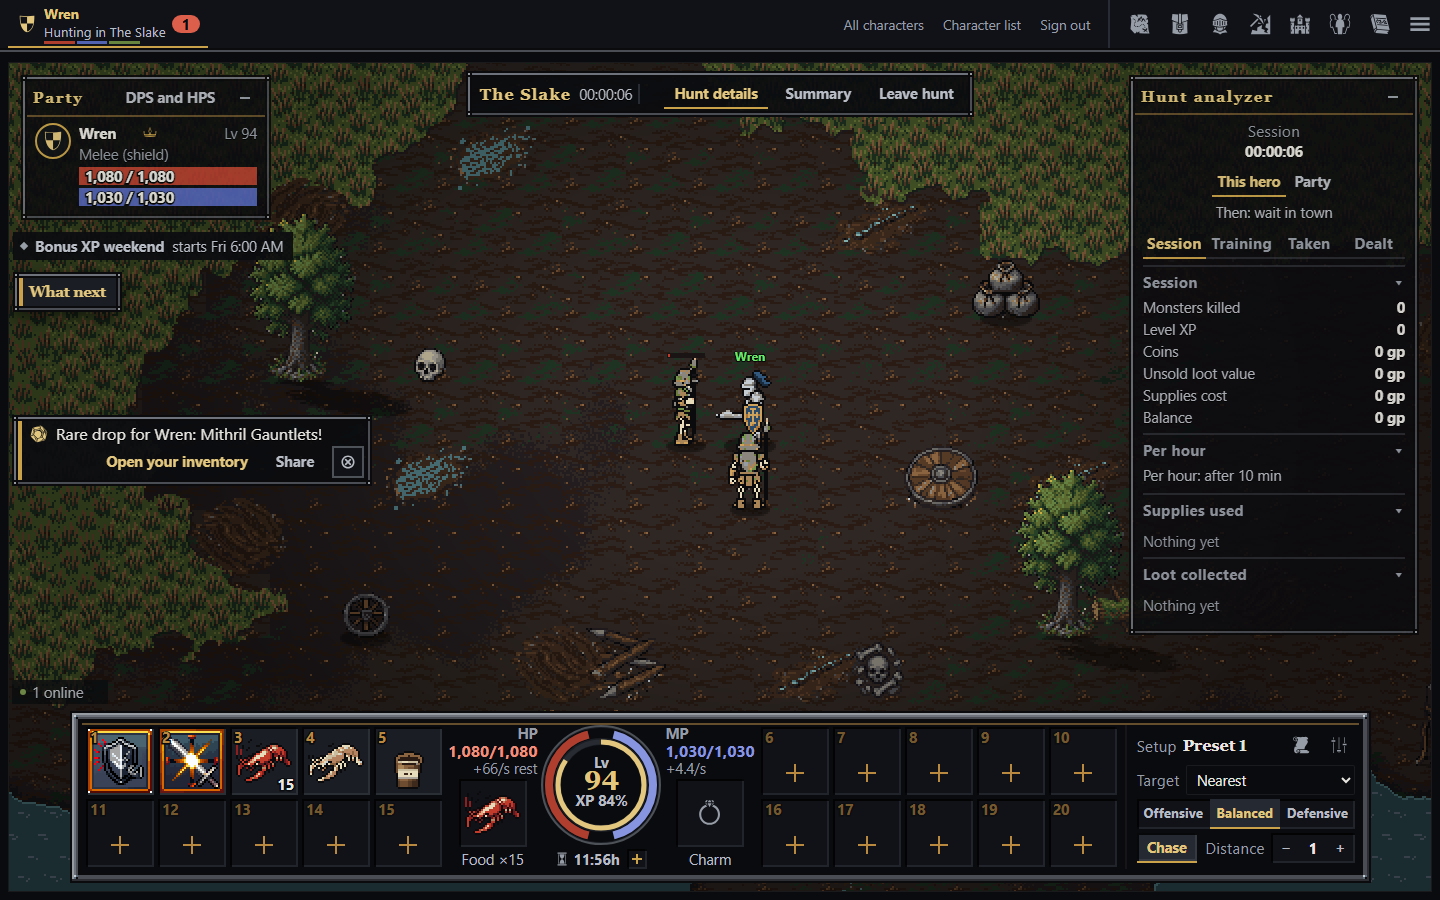 Wren
Hunting in The Slake
1
All characters
Character list
Sign out
Party
DPS and HPS
Wren
Lv 94
Melee (shield)
1,080 / 1,080
1,030 / 1,030
Bonus XP weekend starts Fri 6:00 AM
What next
The Slake 00:00:06
Hunt details
Summary
Leave hunt
Hunt analyzer
Session
00:00:06
This hero
Party
Then: wait in town
Session
Training
Taken
Dealt
Session
Monsters killed 0
Level XP 0
Coins 0 gp
Unsold loot value 0 gp
Supplies cost 0 gp
Balance 0 gp
Per hour
Per hour: after 10 min
Supplies used
Nothing yet
Loot collected
Nothing yet
Wren
Rare drop for Wren: Mithril Gauntlets!
Open your inventory
Share
1 online
1
2
3
15
4
5
HP
1,080/1,080
+66/s rest
Food ×15
Lv
94
XP 84%
11:56h
+
MP
1,030/1,030
+4.4/s
Charm
6
7
8
9
10
11
12
13
14
15
16
17
18
19
20
Setup Preset 1
Target Nearest
Offensive
Balanced
Defensive
Chase
Distance
− 1 +